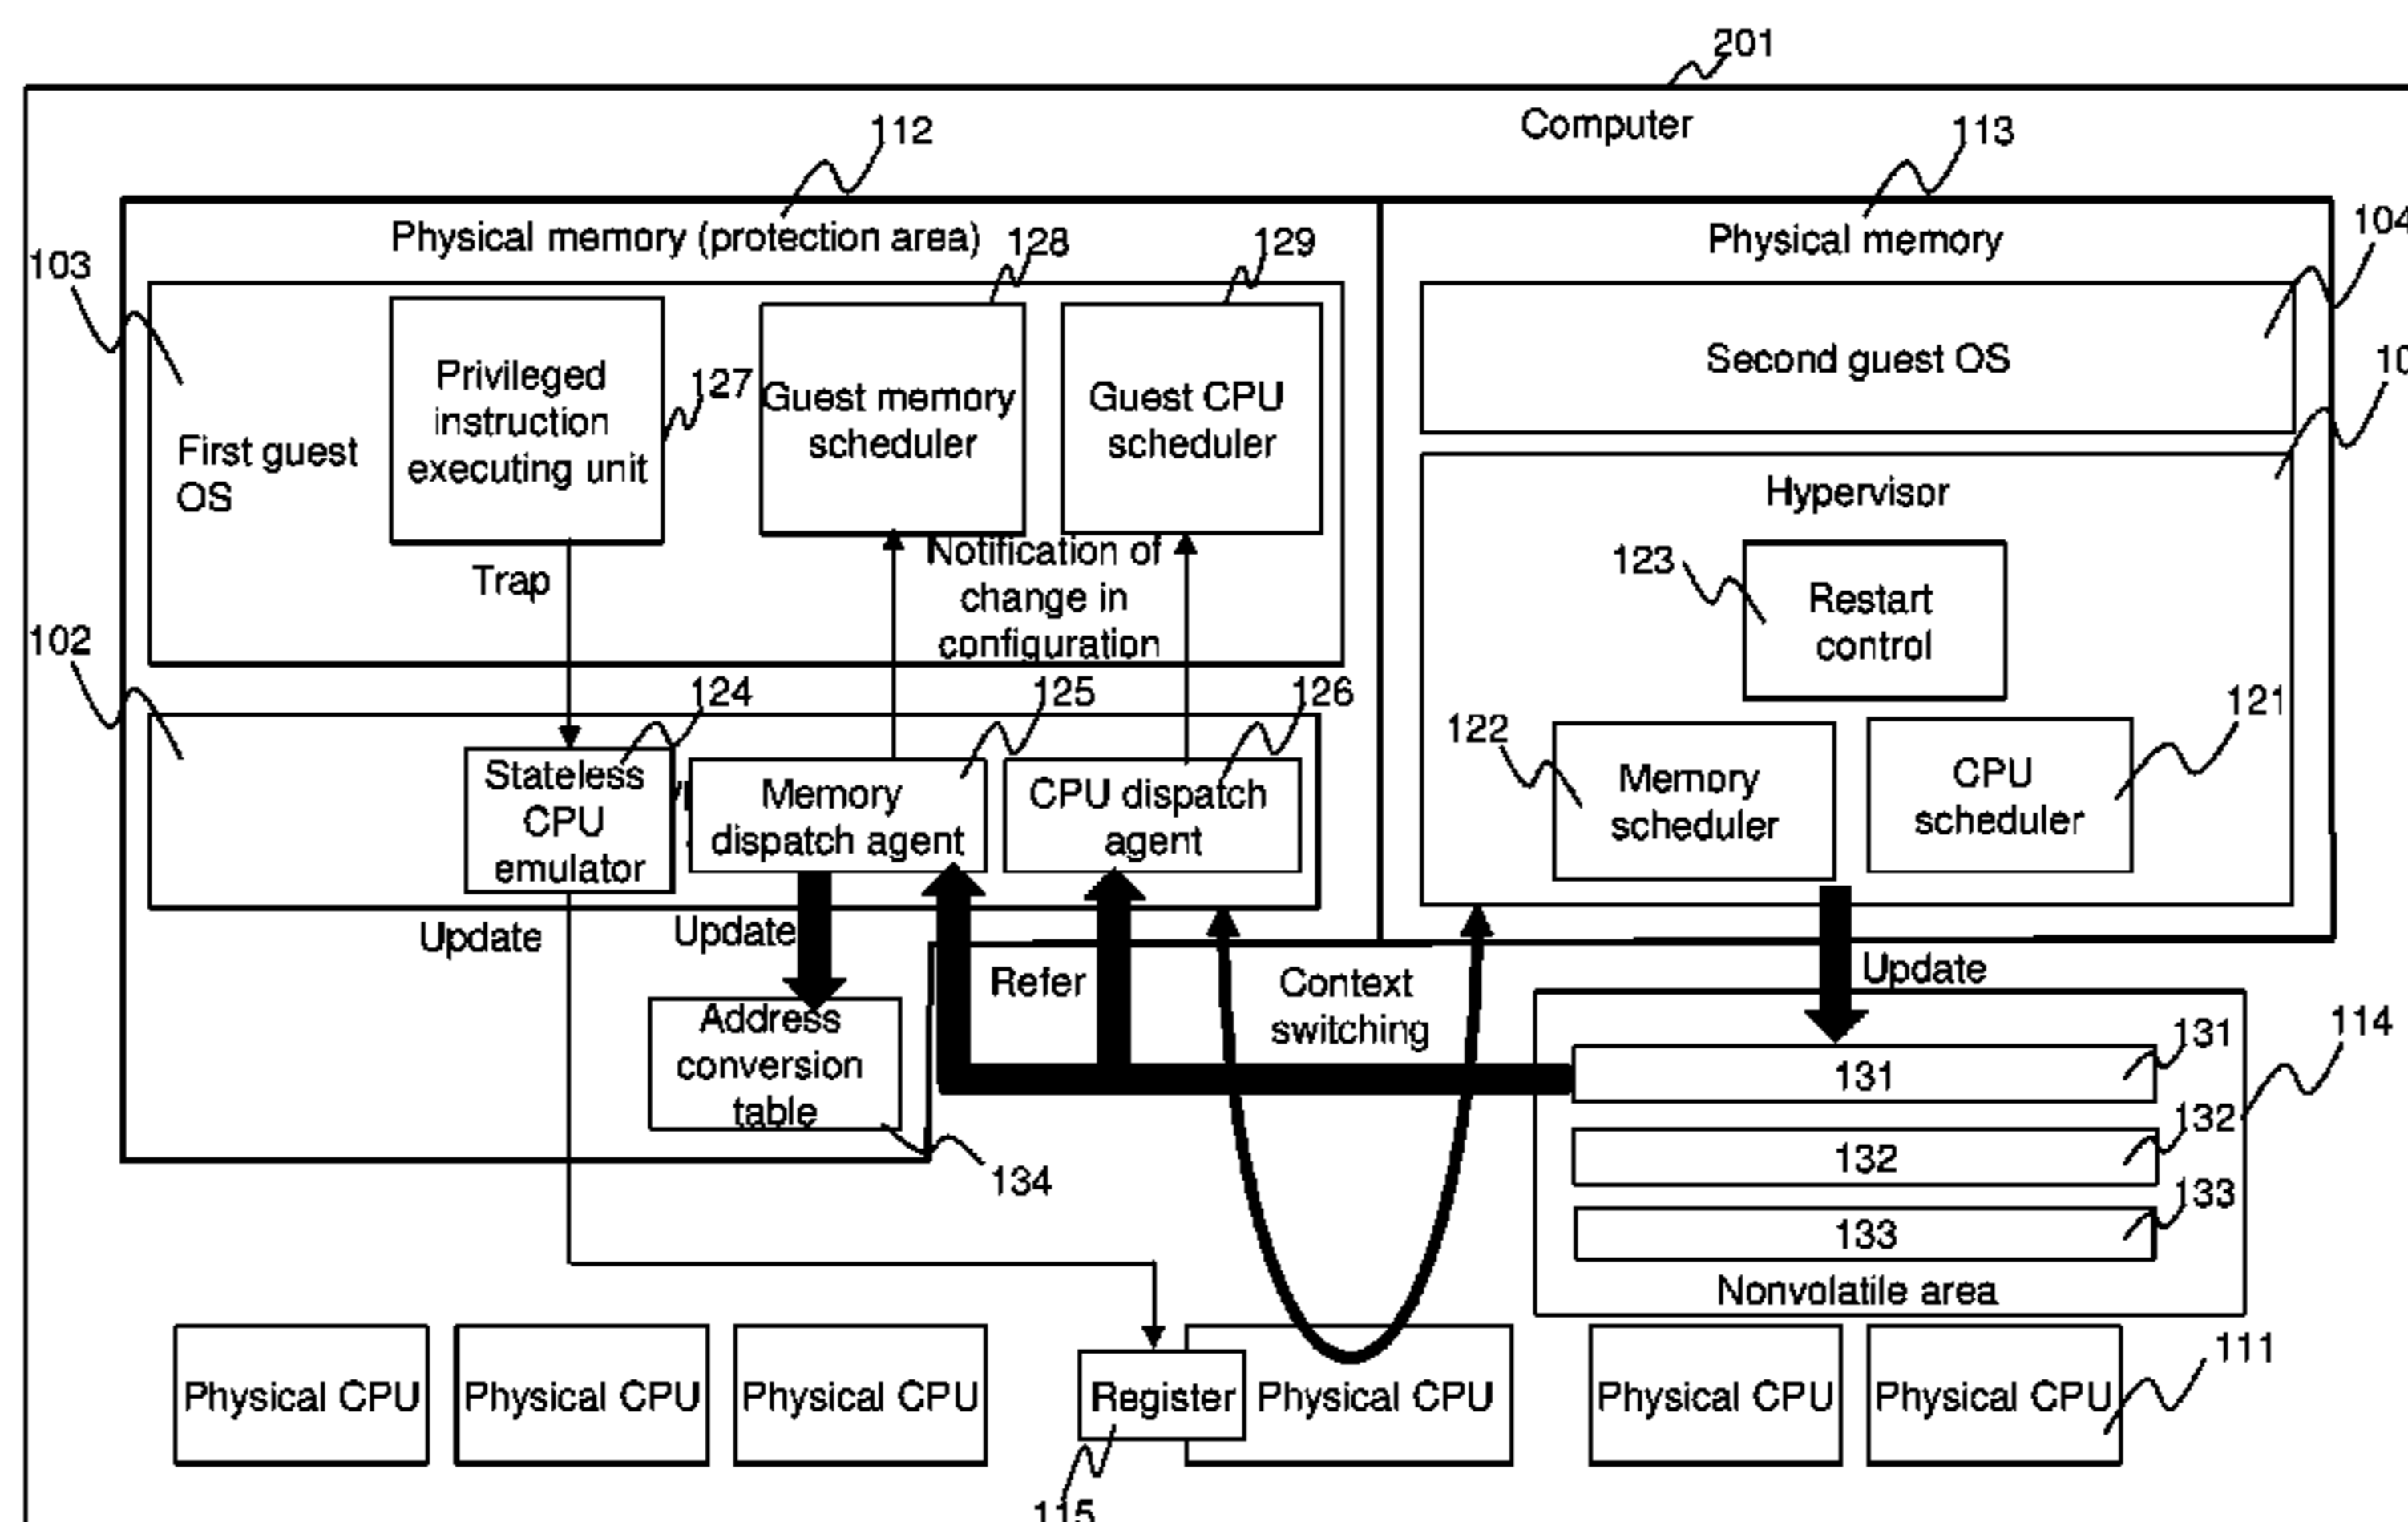 201
Computer
112
113
Physical memory (protection area)
128
129
Physical memory
104
103
Privileged
instruction
executing unit
127
Guest memory
scheduler
Guest CPU
scheduler
Second guest OS
10
First guest
OS
Hypervisor
Trap
Notification of
change in
configuration
123
Restart
control
102
124
125
126
122
121
Stateless
CPU
emulator
Memory
dispatch agent
CPU dispatch
agent
Memory
scheduler
CPU
scheduler
Update
Update
Refer
Context
switching
Update
Address
conversion
table
134
131
131
114
132
132
133
133
Nonvolatile area
111
Physical CPU
Physical CPU
Physical CPU
Register
Physical CPU
Physical CPU
Physical CPU
115